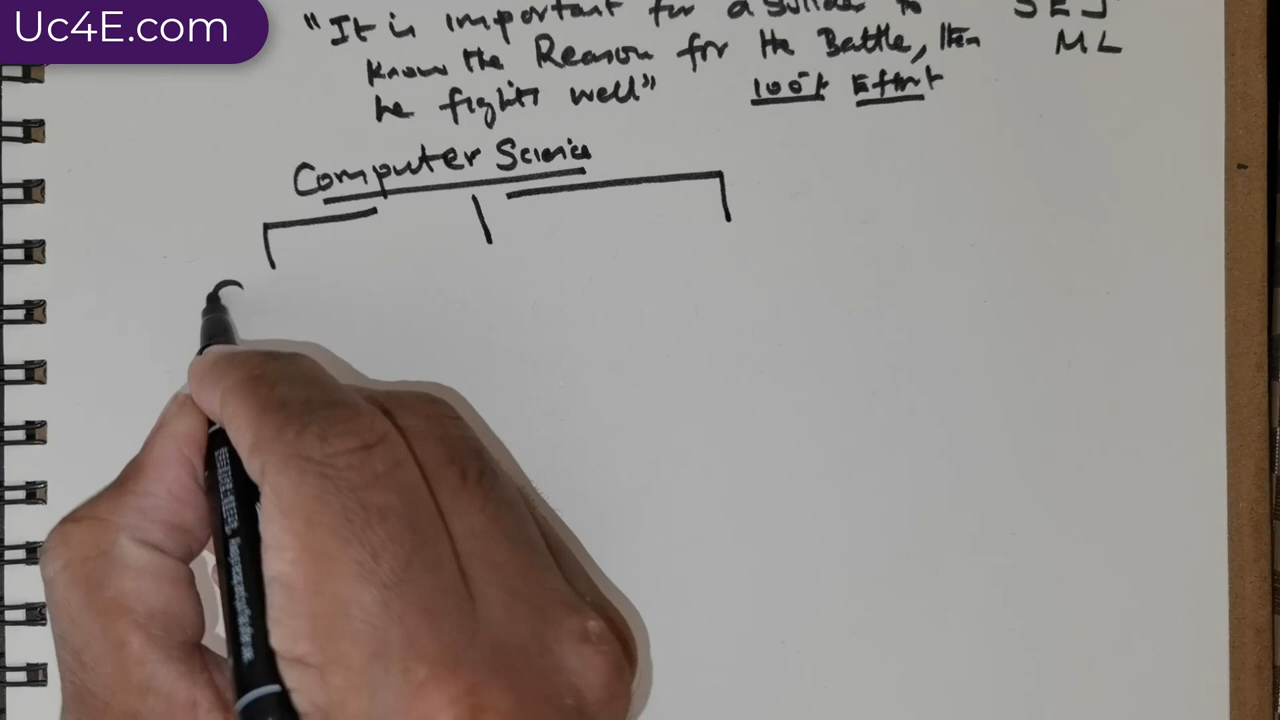 Uc4E.com
"It is important for a soldier to SEJ
know the Reason for the Battle, then ML
he fights well" 100% Effort
Computer Science